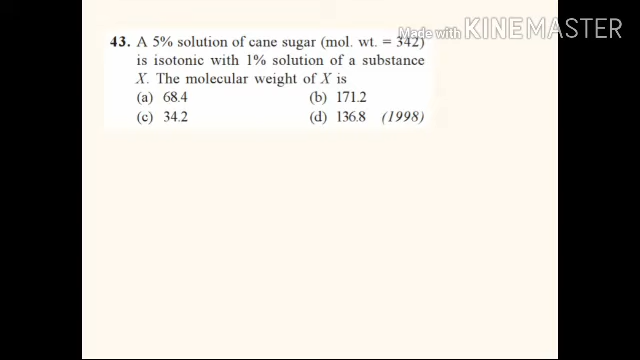 Made with KINEMASTER
43. A 5% solution of cane sugar (mol. wt. = 342)
is isotonic with 1% solution of a substance
X. The molecular weight of X is
(a) 68.4 (b) 171.2
(c) 34.2 (d) 136.8 (1998)